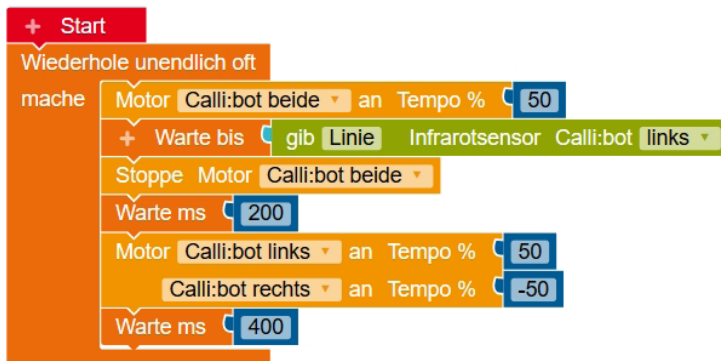 + Start
Wiederhole unendlich oft
mache Motor Calli:bot beide an Tempo % 50
+ Warte bis gib Linie Infrarotsensor Calli:bot links
Stoppe Motor Calli:bot beide
Warte ms 200
Motor Calli:bot links an Tempo % 50
Calli:bot rechts an Tempo % -50
Warte ms 400